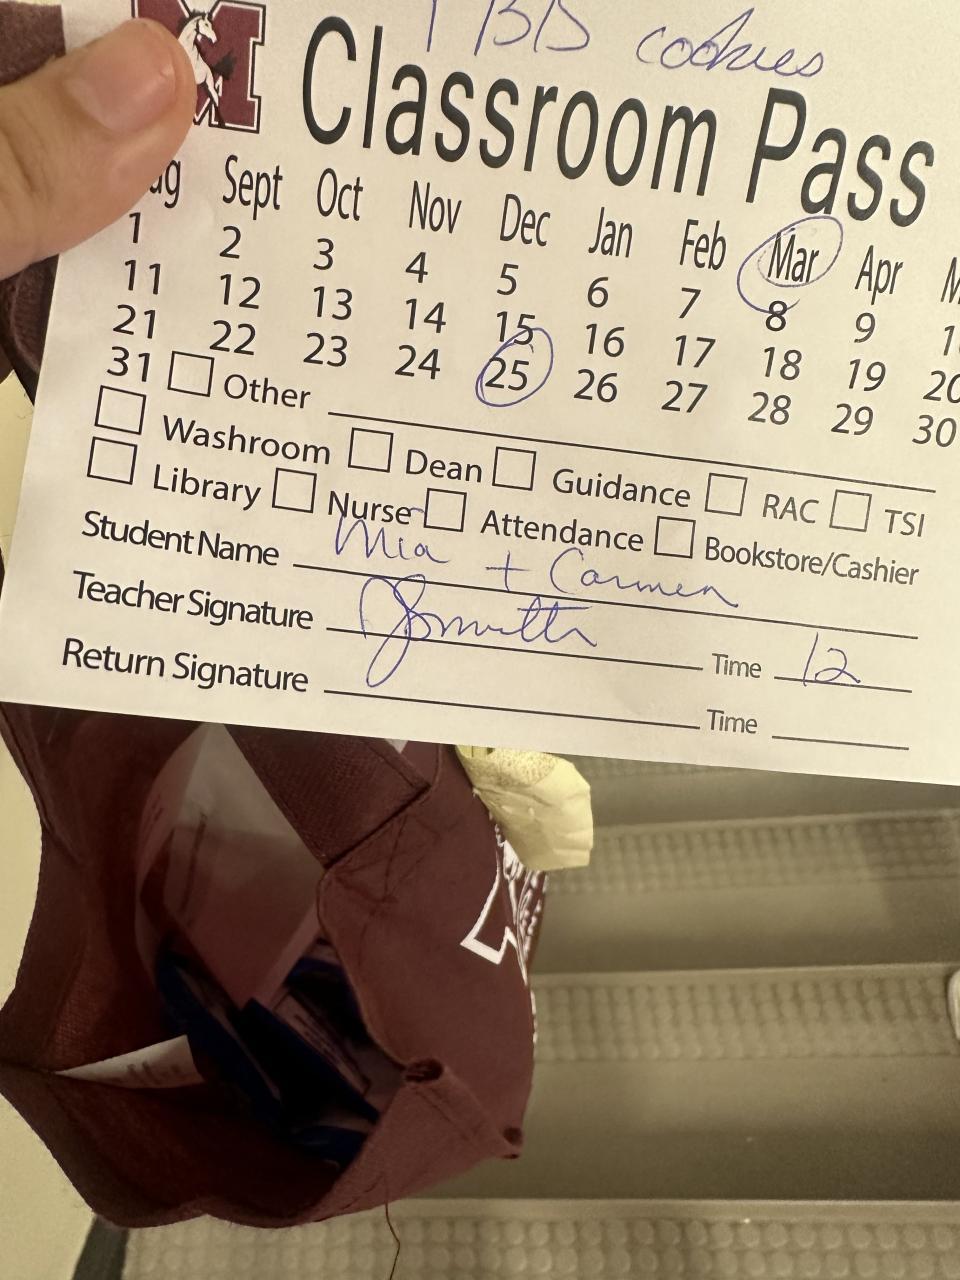 PBIS cookies
Classroom Pass
Sept Oct Nov Dec Jan Feb Mar Apr
1 2 3 4 5 6 7 8 9
11 12 13 14 15 16 17 18 19
21 22 23 24 25 26 27 28 29 30
31 Other
Washroom Dean Guidance RAC TSI
Library Nurse Attendance Bookstore/Cashier
Student Name Mia + Carmen
Teacher Signature Time 12
Return Signature Time